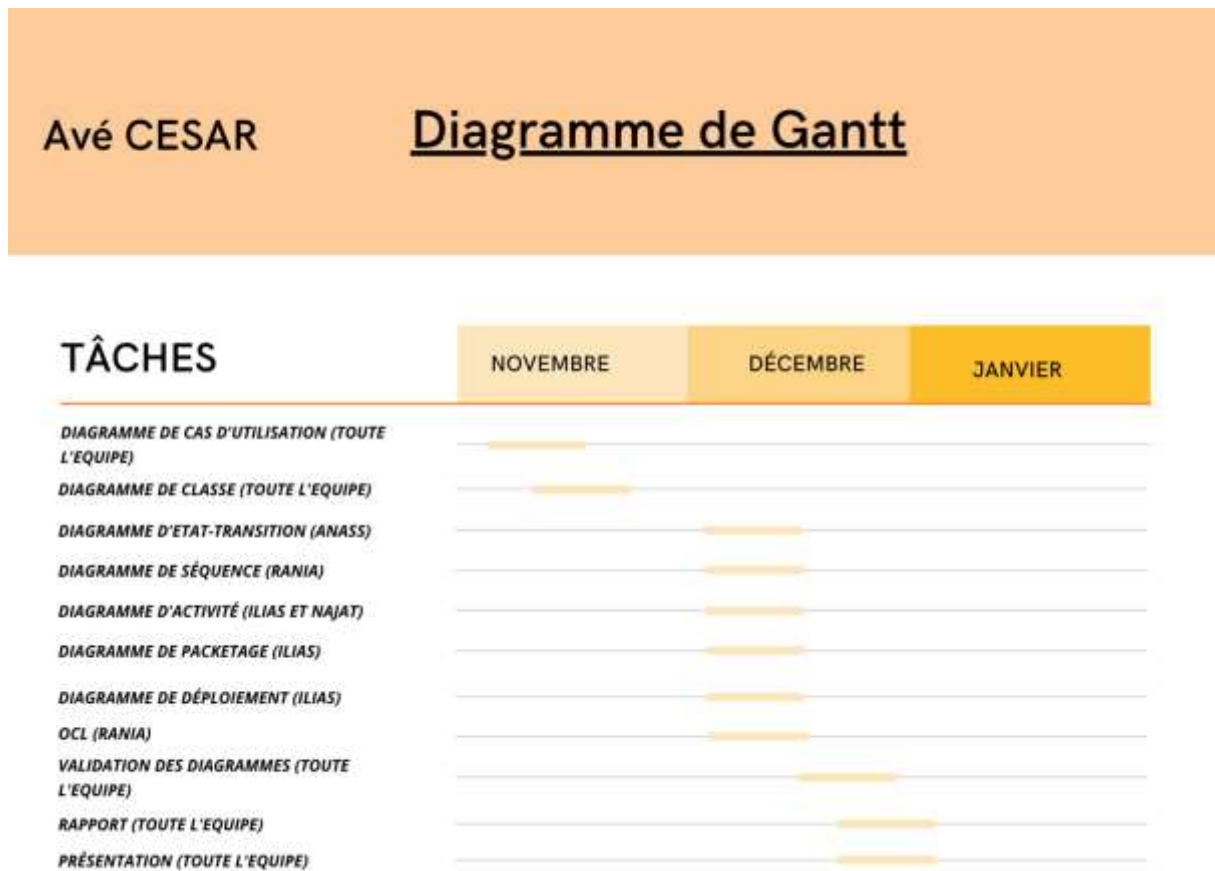 Avé CESAR
Diagramme de Gantt
TÂCHES
NOVEMBRE
DÉCEMBRE
JANVIER
DIAGRAMME DE CAS D'UTILISATION (TOUTE
L'EQUIPE)
DIAGRAMME DE CLASSE (TOUTE L'EQUIPE)
DIAGRAMME D'ETAT-TRANSITION (ANASS)
DIAGRAMME DE SÉQUENCE (RANIA)
DIAGRAMME D'ACTIVITÉ (ILIAS ET NAJAT)
DIAGRAMME DE PACKETAGE (ILIAS)
DIAGRAMME DE DÉPLOIEMENT (ILIAS)
OCL (RANIA)
VALIDATION DES DIAGRAMMES (TOUTE
L'EQUIPE)
RAPPORT (TOUTE L'EQUIPE)
PRÉSENTATION (TOUTE L'EQUIPE)